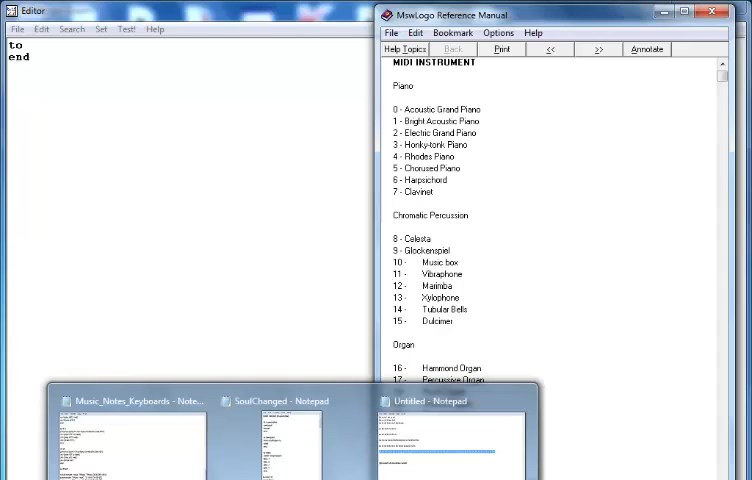 Editor
File Edit Search Set Test! Help
to
end
MswLogo Reference Manual
File Edit Bookmark Options Help
Help Topics Back Print << >> Annotate
MIDI INSTRUMENT
Piano
0 - Acoustic Grand Piano
1 - Bright Acoustic Piano
2 - Electric Grand Piano
3 - Honky-tonk Piano
4 - Rhodes Piano
5 - Chorused Piano
6 - Harpsichord
7 - Clavinet
Chromatic Percussion
8 - Celesta
9 - Glockenspiel
10 - Music box
11 - Vibraphone
12 - Marimba
13 - Xylophone
14 - Tubular Bells
15 - Dulcimer
Organ
16 - Hammond Organ
17 - Percussive Organ
Music_Notes_Keyboards - Note...
SoulChanged - Notepad
Untitled - Notepad